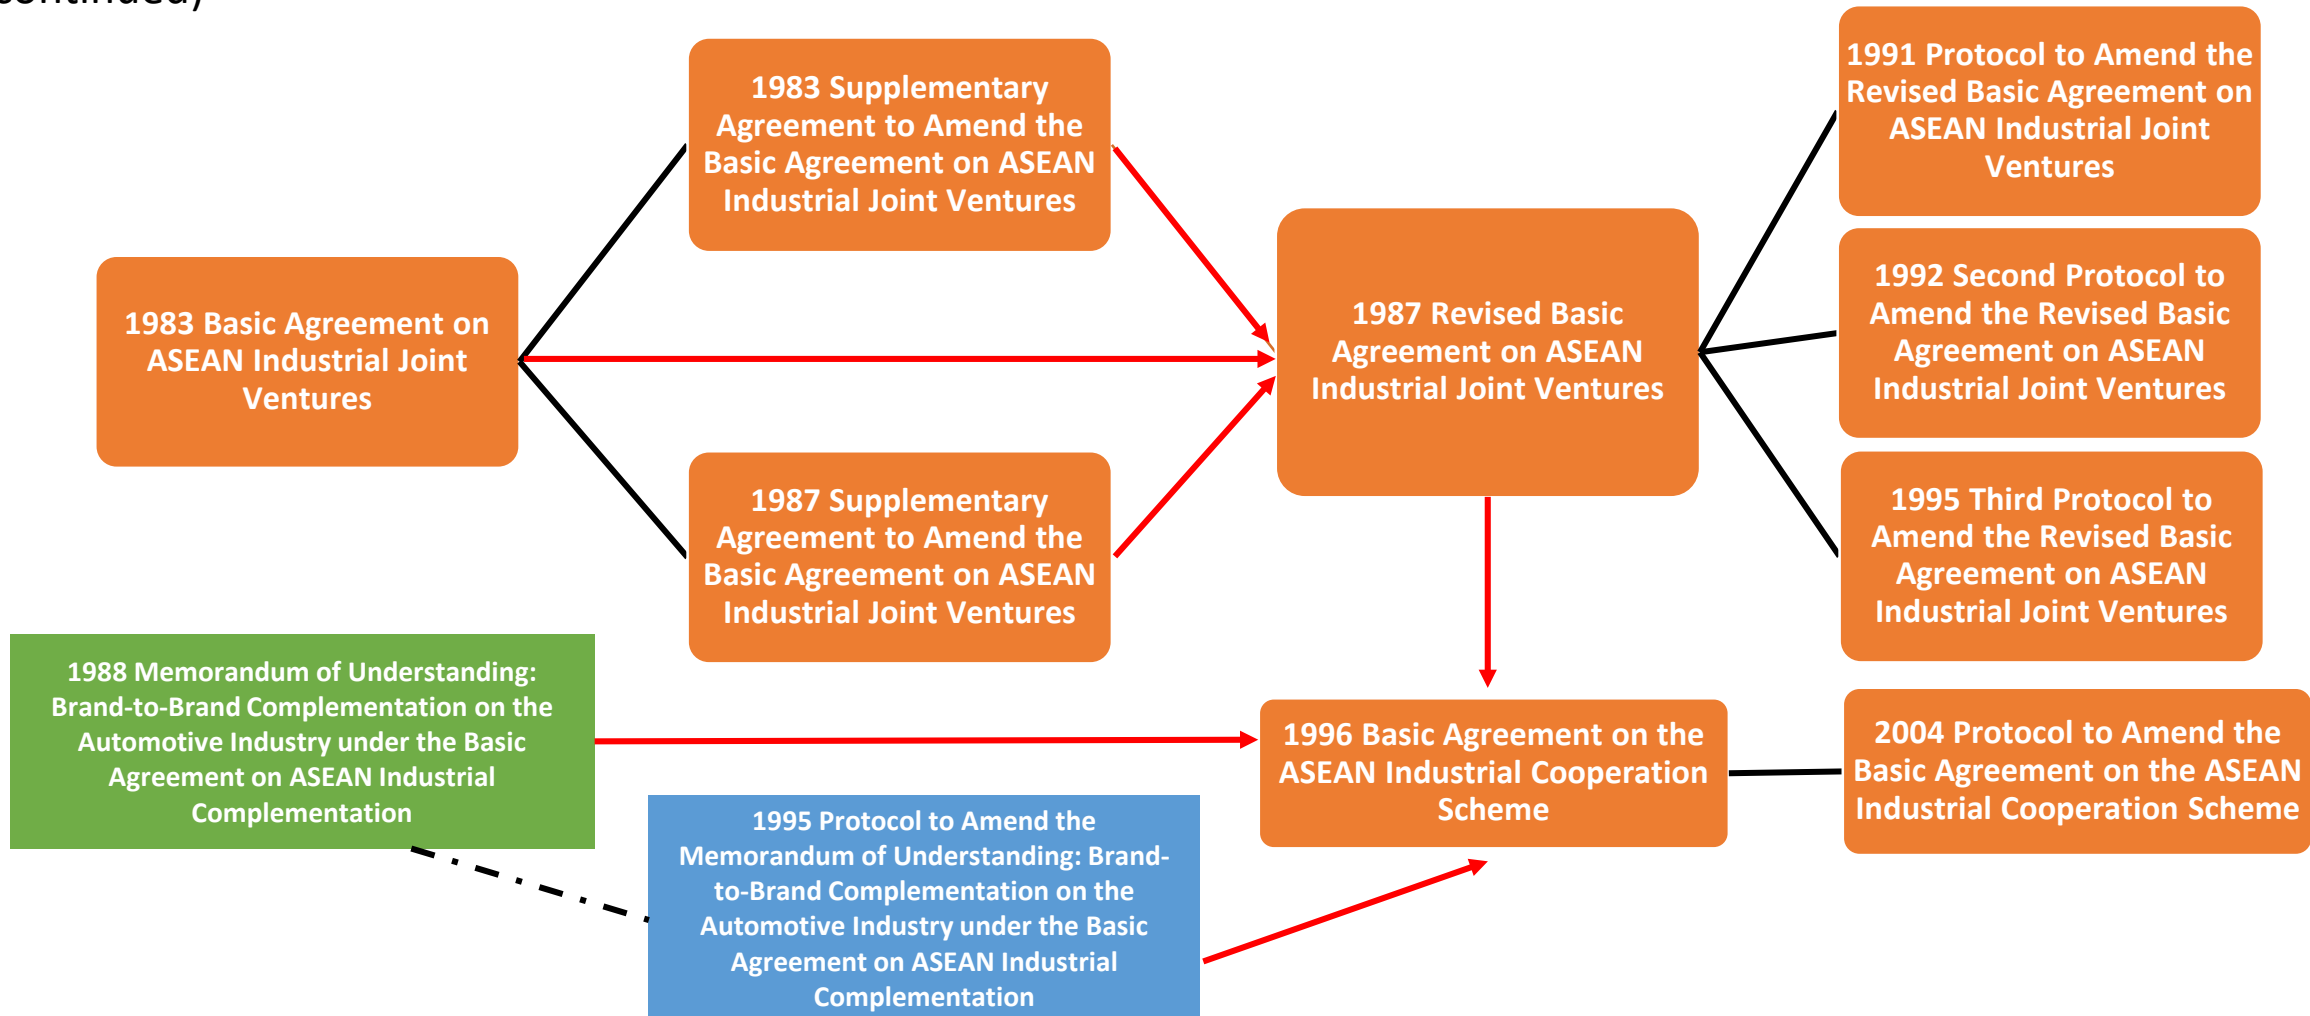 continued)
1983 Basic Agreement on
ASEAN Industrial Joint
Ventures
1983 Supplementary
Agreement to Amend the
Basic Agreement on ASEAN
Industrial Joint Ventures
1987 Supplementary
Agreement to Amend the
Basic Agreement on ASEAN
Industrial Joint Ventures
1987 Revised Basic
Agreement on ASEAN
Industrial Joint Ventures
1991 Protocol to Amend the
Revised Basic Agreement on
ASEAN Industrial Joint
Ventures
1992 Second Protocol to
Amend the Revised Basic
Agreement on ASEAN
Industrial Joint Ventures
1995 Third Protocol to
Amend the Revised Basic
Agreement on ASEAN
Industrial Joint Ventures
1988 Memorandum of Understanding:
Brand-to-Brand Complementation on the
Automotive Industry under the Basic
Agreement on ASEAN Industrial
Complementation
1995 Protocol to Amend the
Memorandum of Understanding: Brand-
to-Brand Complementation on the
Automotive Industry under the Basic
Agreement on ASEAN Industrial
Complementation
1996 Basic Agreement on the
ASEAN Industrial Cooperation
Scheme
2004 Protocol to Amend the
Basic Agreement on the ASEAN
Industrial Cooperation Scheme